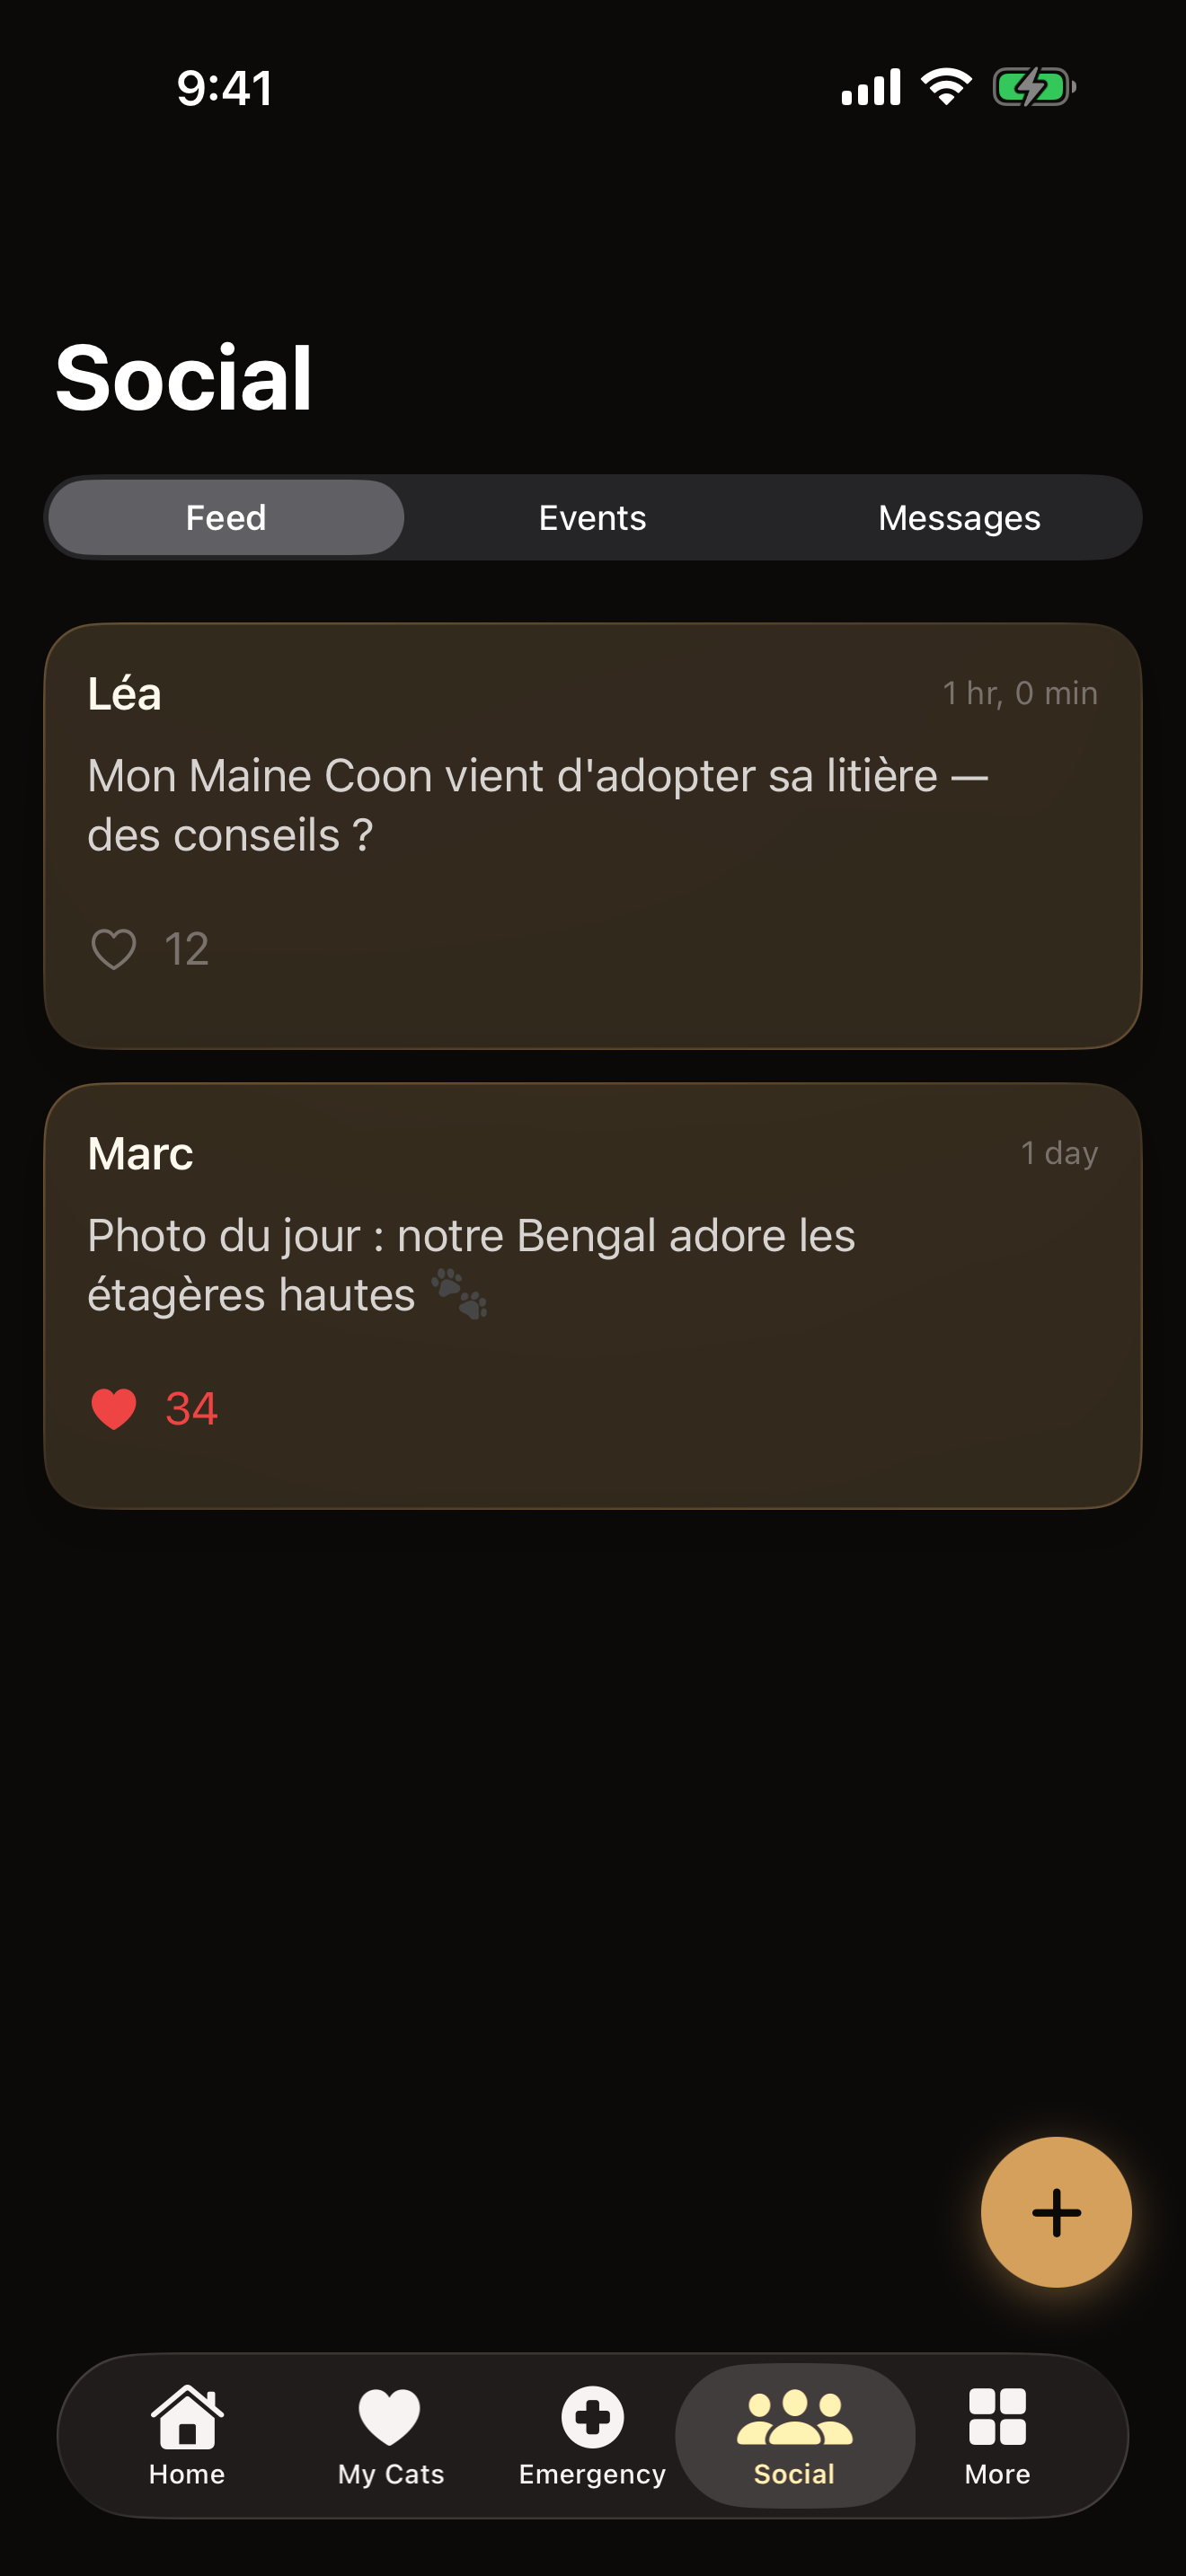 9:41
Social
Feed
Events
Messages
Léa
1 hr, 0 min
Mon Maine Coon vient d'adopter sa litière —
des conseils ?
12
Marc
1 day
Photo du jour : notre Bengal adore les
étagères hautes 🐾
34
Home
My Cats
Emergency
Social
More